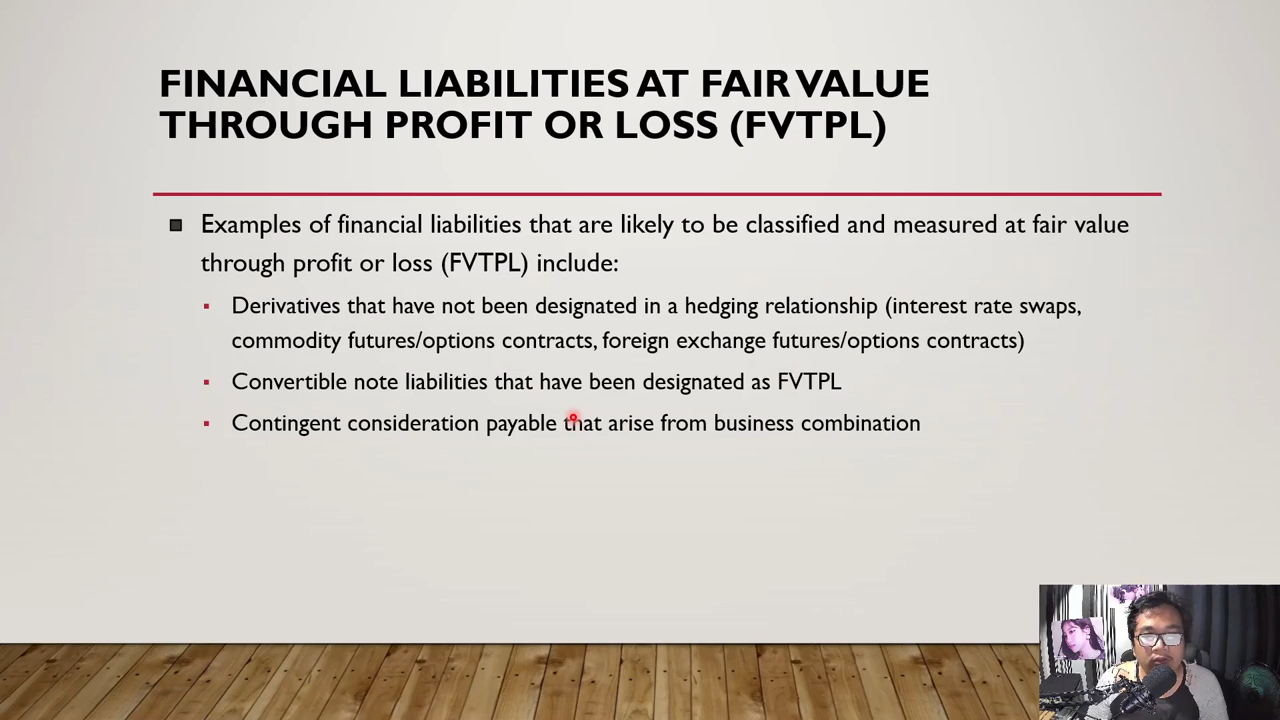 FINANCIAL LIABILITIES AT FAIR VALUE
THROUGH PROFIT OR LOSS (FVTPL)
Examples of financial liabilities that are likely to be classified and measured at fair value
through profit or loss (FVTPL) include:
Derivatives that have not been designated in a hedging relationship (interest rate swaps,
commodity futures/options contracts, foreign exchange futures/options contracts)
Convertible note liabilities that have been designated as FVTPL
Contingent consideration payable that arise from business combination